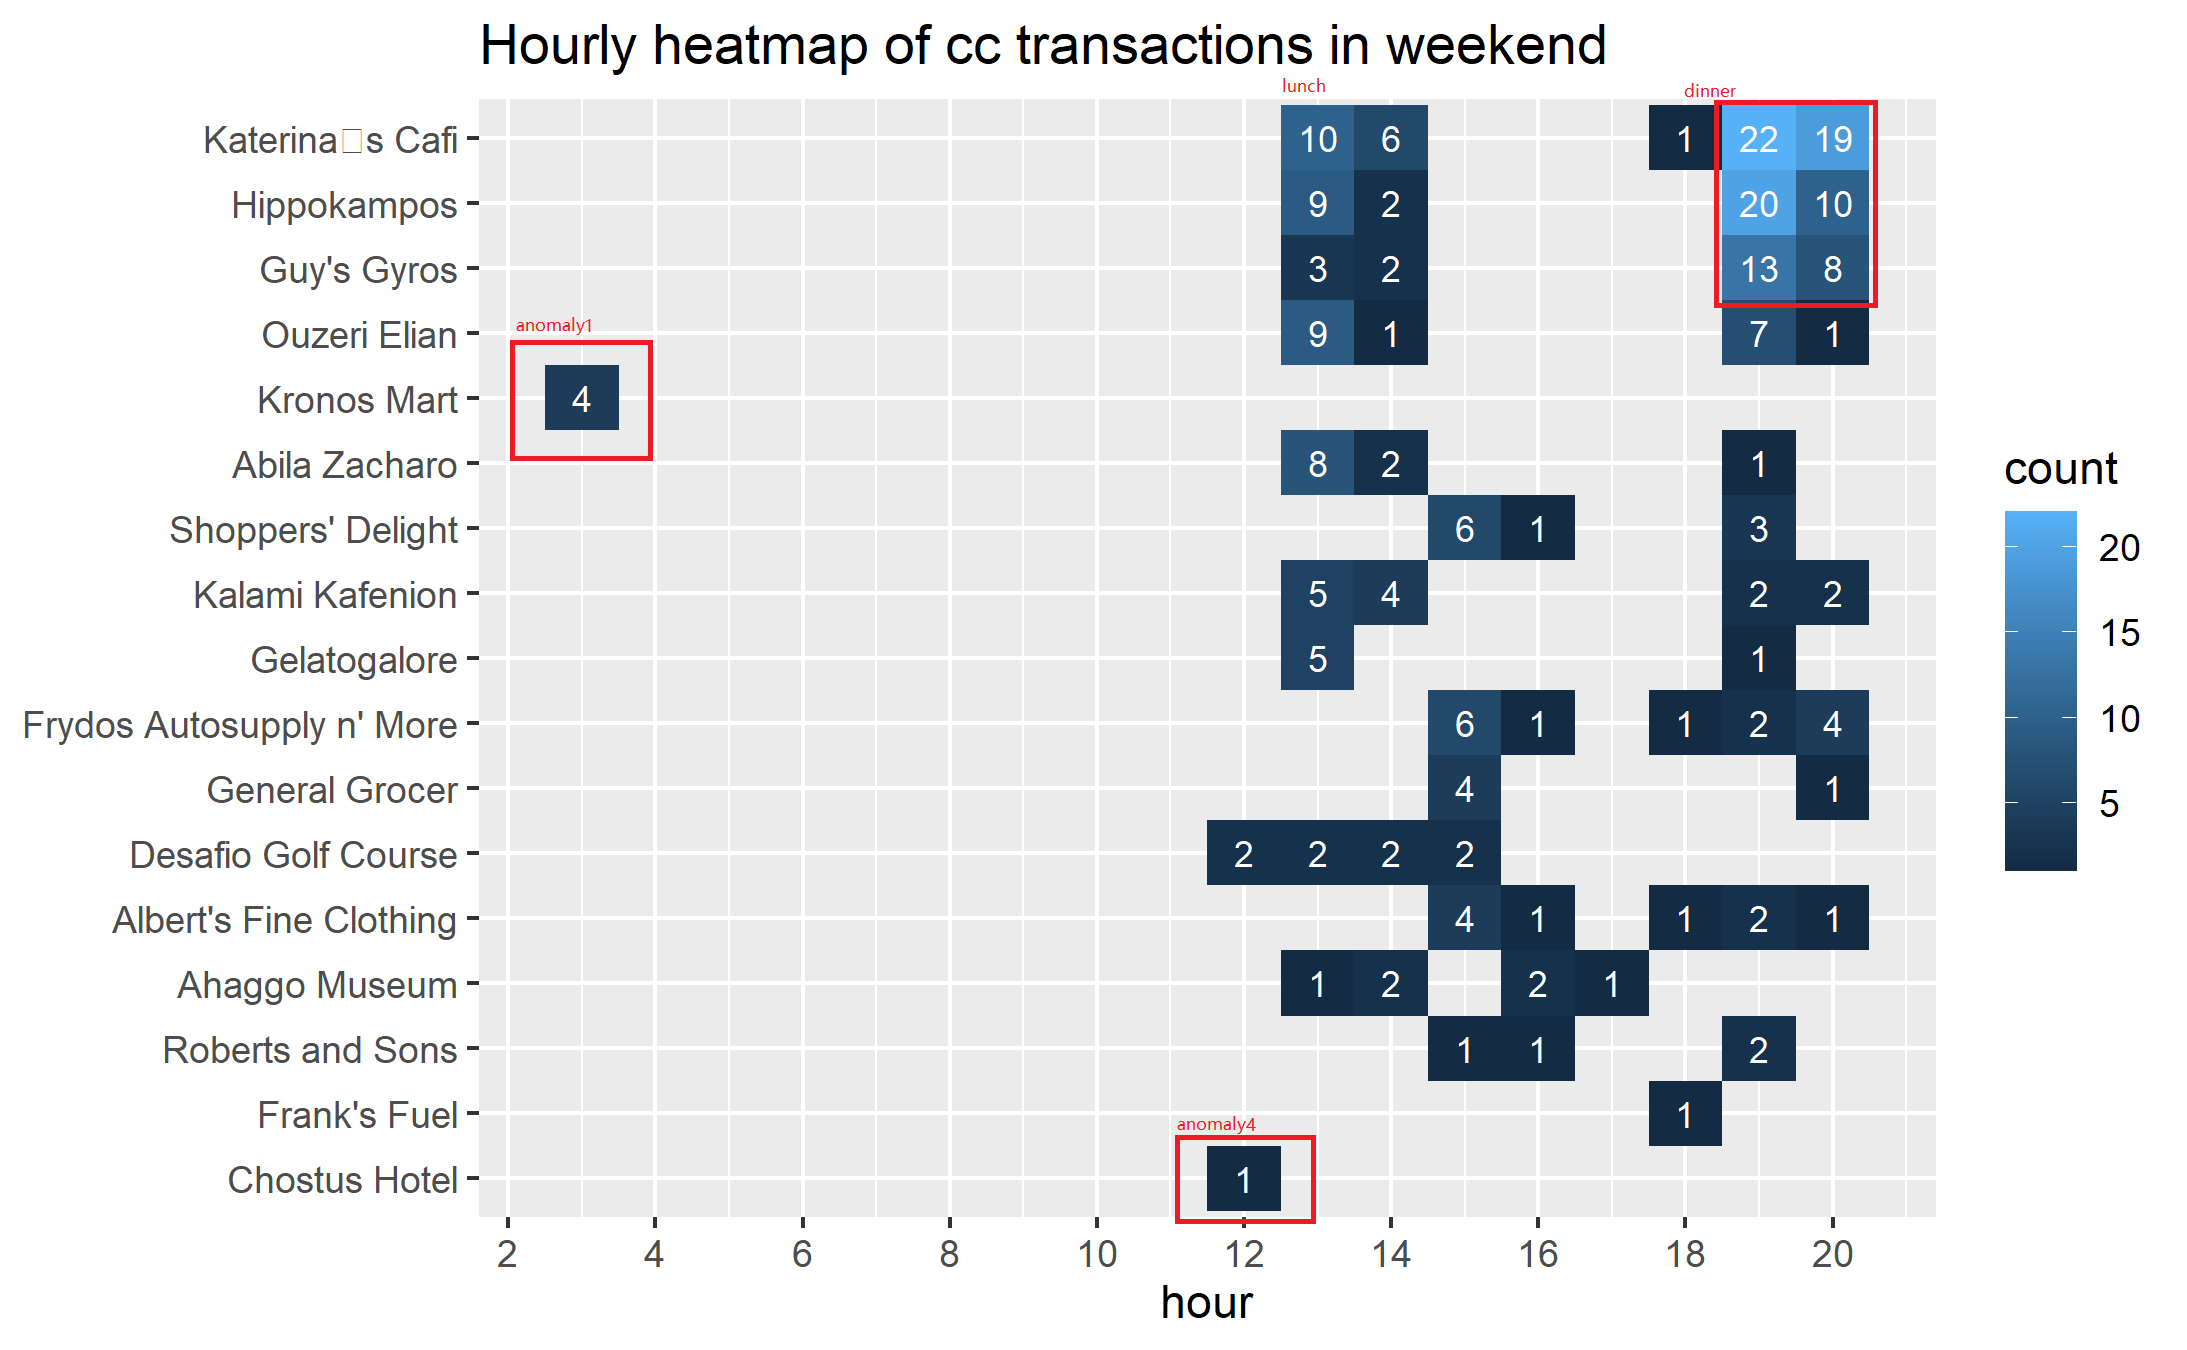 Hourly heatmap of cc transactions in weekend
lunch
dinner
Katerina□s Cafi 10 6 1 22 19
Hippokampos 9 2 20 10
Guy's Gyros 3 2 13 8
anomaly1
Ouzeri Elian 9 1 7 1
Kronos Mart 4
Abila Zacharo 8 2 1
Shoppers' Delight 6 1 3
Kalami Kafenion 5 4 2 2
Gelatogalore 5 1
Frydos Autosupply n' More 6 1 1 2 4
General Grocer 4 1
Desafio Golf Course 2 2 2 2
Albert's Fine Clothing 4 1 1 2 1
Ahaggo Museum 1 2 2 1
Roberts and Sons 1 1 2
Frank's Fuel 1
anomaly4
Chostus Hotel 1
2 4 6 8 10 12 14 16 18 20
hour
count
20
15
10
5